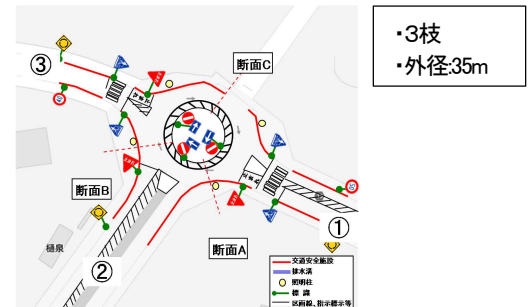 ・3枝
・外径:35m
③
断面C
断面B
断面A
樋泉
①
②
交通安全施設
排水溝
照明柱
標識
区画線、指示標示等